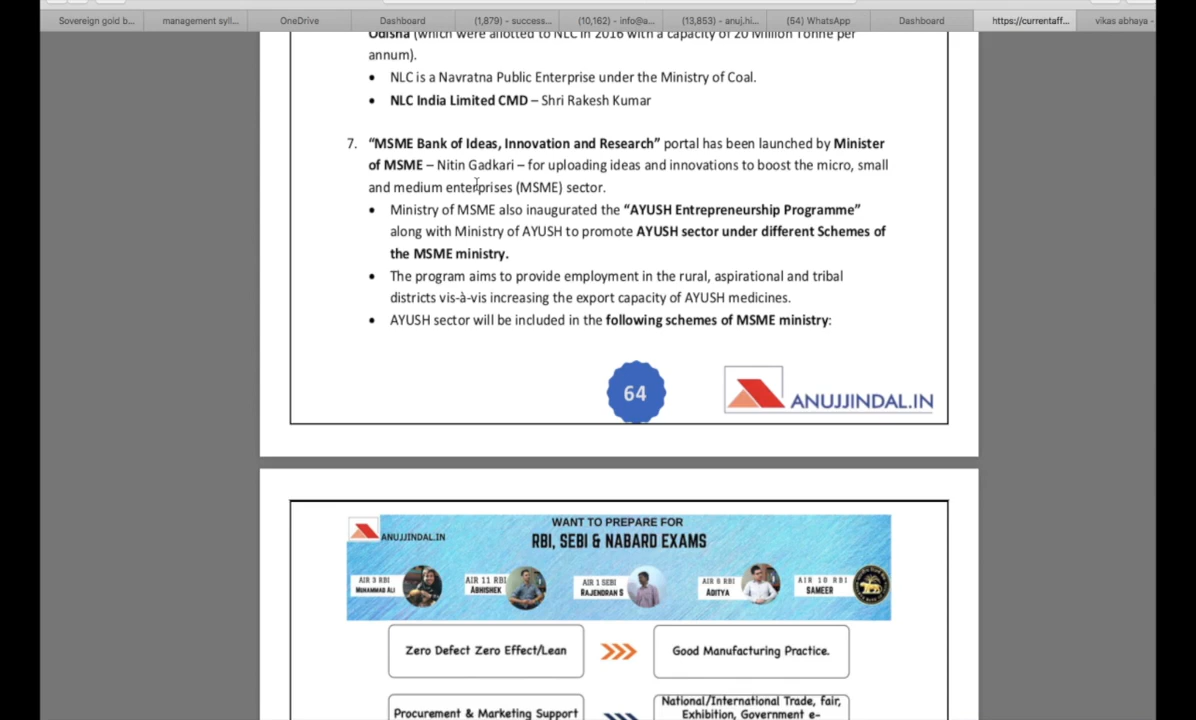 Sovereign gold b...
management syll...
OneDrive
Dashboard
(1,879) - success...
(10,162) - info@a...
(13,853) - anuj.hi...
(54) WhatsApp
Dashboard
https://currentaff...
vikas abhaya -
Odisha (which were allotted to NLC in 2016 with a capacity of 20 Million Tonne per
annum).
• NLC is a Navratna Public Enterprise under the Ministry of Coal.
• NLC India Limited CMD – Shri Rakesh Kumar
7. “MSME Bank of Ideas, Innovation and Research” portal has been launched by Minister
of MSME – Nitin Gadkari – for uploading ideas and innovations to boost the micro, small
and medium enterprises (MSME) sector.
• Ministry of MSME also inaugurated the “AYUSH Entrepreneurship Programme”
along with Ministry of AYUSH to promote AYUSH sector under different Schemes of
the MSME ministry.
• The program aims to provide employment in the rural, aspirational and tribal
districts vis-à-vis increasing the export capacity of AYUSH medicines.
• AYUSH sector will be included in the following schemes of MSME ministry:
64
ANUJJINDAL.IN
ANUJJINDAL.IN
WANT TO PREPARE FOR
RBI, SEBI & NABARD EXAMS
AIR 3 RBI
MUHAMMAD ALI
AIR 11 RBI
ABHISHEK
AIR 1 SEBI
RAJENDRAN S
AIR 6 RBI
ADITYA
AIR 10 RBI
SAMEER
Zero Defect Zero Effect/Lean
Good Manufacturing Practice.
Procurement & Marketing Support
National/International Trade, fair,
Exhibition, Government e-